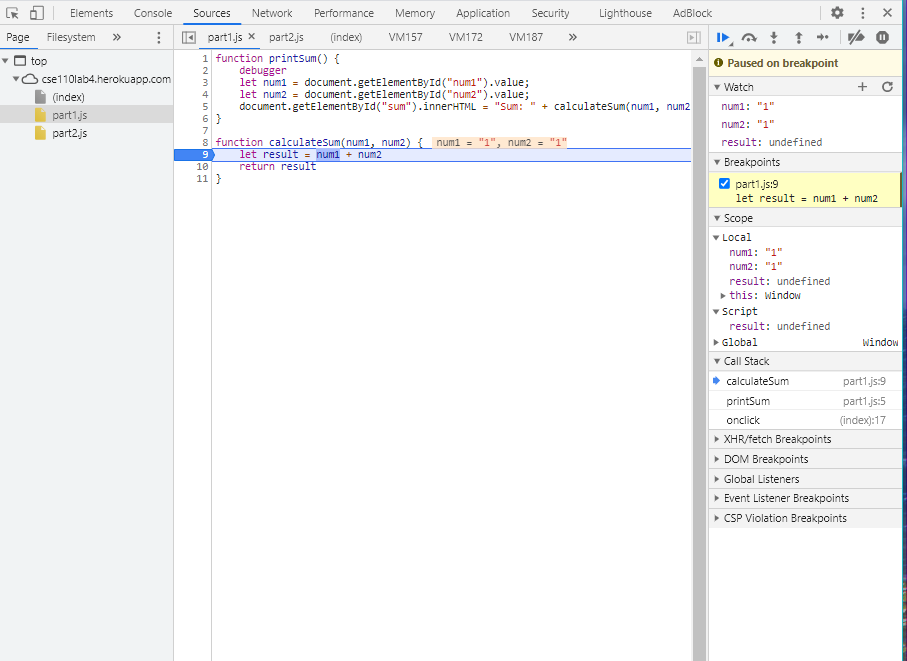 Elements Console Sources Network Performance Memory Application Security Lighthouse AdBlock
Page Filesystem » part1.js × part2.js (index) VM157 VM172 VM187 »
top
cse110lab4.herokuapp.com
(index)
part1.js
part2.js
1 function printSum() {
2 debugger
3 let num1 = document.getElementById("num1").value;
4 let num2 = document.getElementById("num2").value;
5 document.getElementById("sum").innerHTML = "Sum: " + calculateSum(num1, num2
6 }
7
8 function calculateSum(num1, num2) { num1 = "1", num2 = "1"
9 let result = num1 + num2
10 return result
11 }
Paused on breakpoint
Watch
num1: "1"
num2: "1"
result: undefined
Breakpoints
part1.js:9
let result = num1 + num2
Scope
Local
num1: "1"
num2: "1"
result: undefined
this: Window
Script
result: undefined
Global Window
Call Stack
calculateSum part1.js:9
printSum part1.js:5
onclick (index):17
XHR/fetch Breakpoints
DOM Breakpoints
Global Listeners
Event Listener Breakpoints
CSP Violation Breakpoints